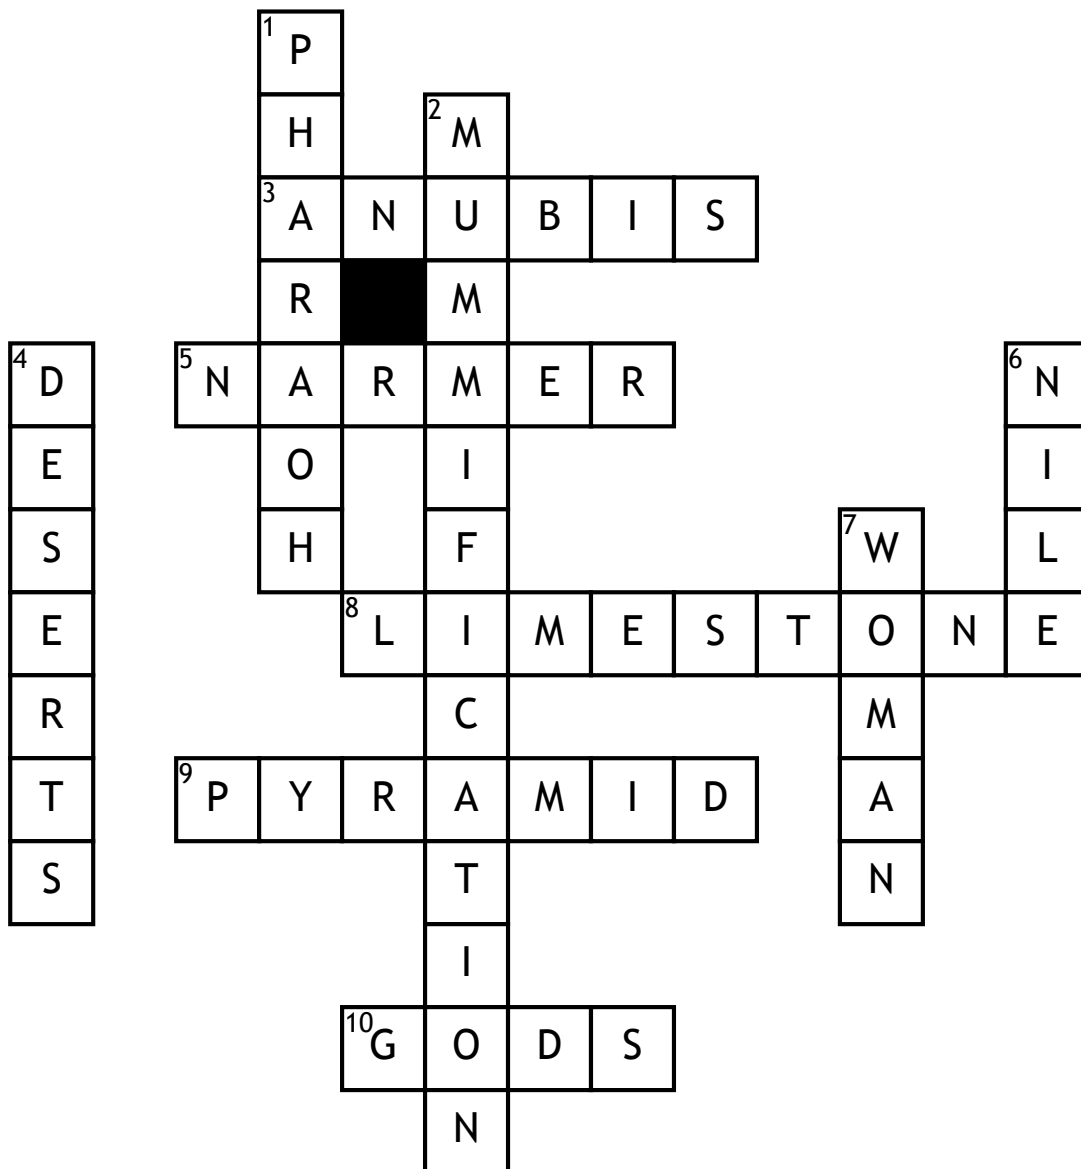 1 P
H 2 M
3 A N U B I S
R M
4 D 5 N A R M E R 6 N
E O I I
S H F 7 W L
E 8 L I M E S T O N E
R C M
T 9 P Y R A M I D A
S T N
I
10 G O D S
N